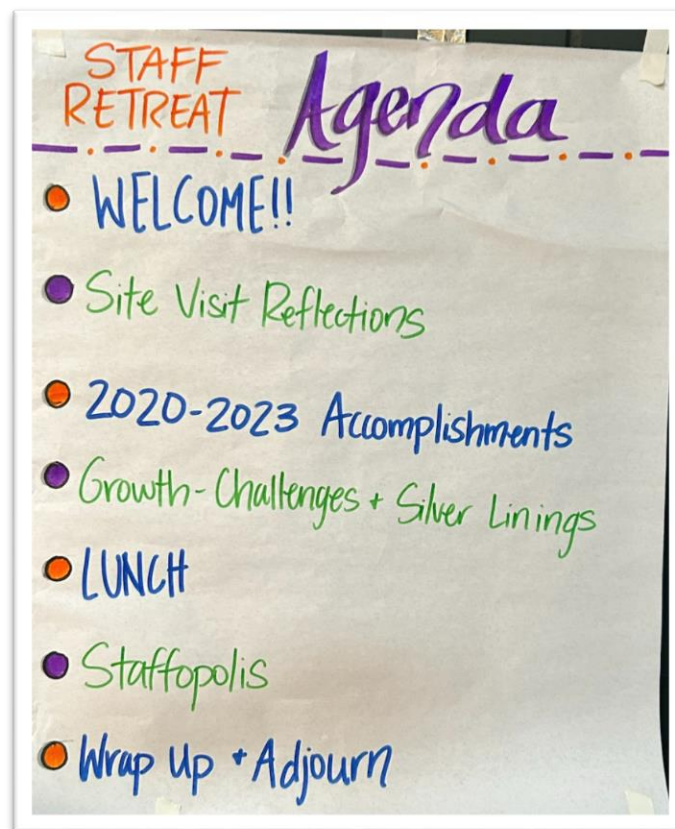 STAFF
RETREAT Agenda
WELCOME!!
Site Visit Reflections
2020-2023 Accomplishments
Growth-Challenges + Silver Linings
LUNCH
Staffopolis
Wrap Up + Adjourn